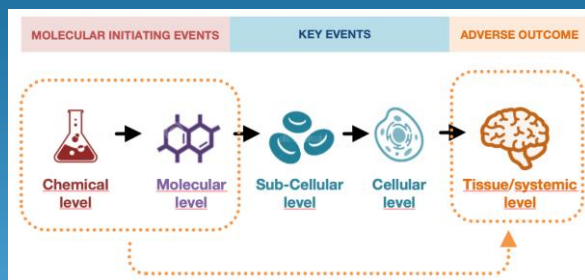 MOLECULAR INITIATING EVENTS
KEY EVENTS
ADVERSE OUTCOME
Chemical
level
Molecular
level
Sub-Cellular
level
Cellular
level
Tissue/systemic
level